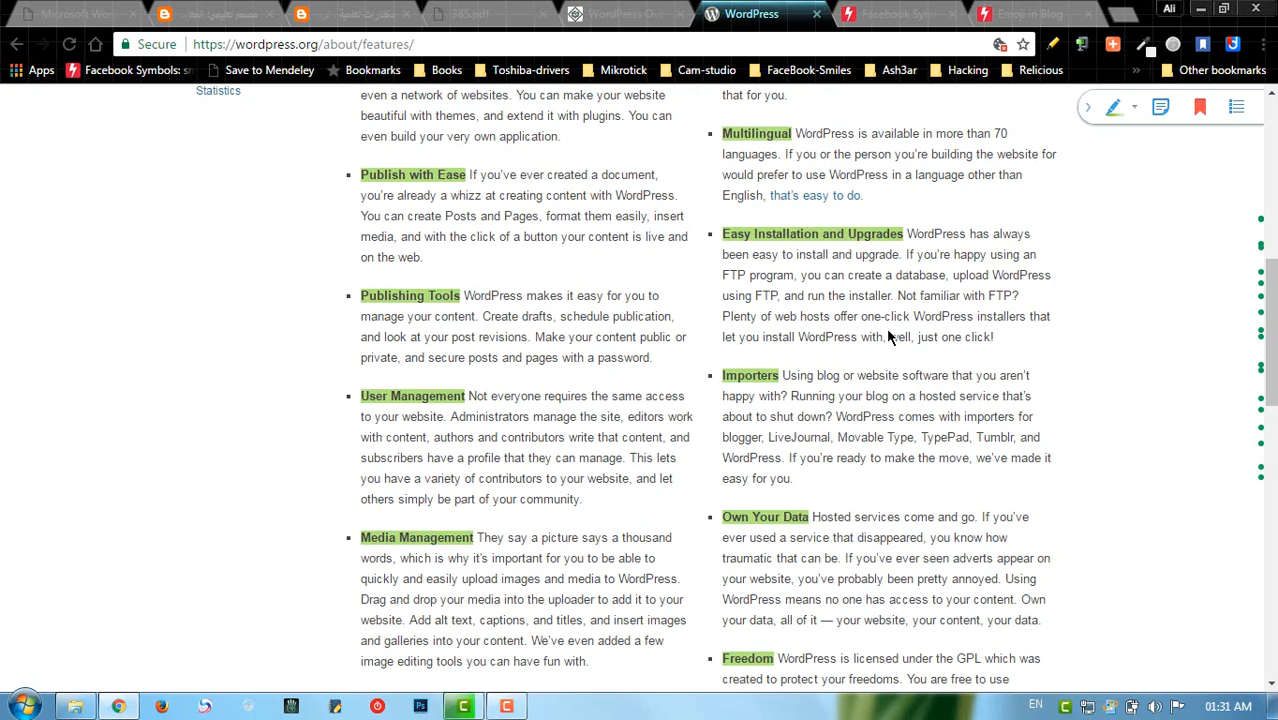 Microsoft Wor
385.pdf
WordPress Ov
WordPress
Facebook Sym
Emoji in Blog
Ali
Secure
https://wordpress.org/about/features/
Apps
Facebook Symbols: sm
Save to Mendeley
Bookmarks
Books
Toshiba-drivers
Mikrotick
Cam-studio
FaceBook-Smiles
Ash3ar
Hacking
Relicious
Other bookmarks
Statistics
even a network of websites. You can make your website
beautiful with themes, and extend it with plugins. You can
even build your very own application.
Publish with Ease If you've ever created a document,
you're already a whizz at creating content with WordPress.
You can create Posts and Pages, format them easily, insert
media, and with the click of a button your content is live and
on the web.
Publishing Tools WordPress makes it easy for you to
manage your content. Create drafts, schedule publication,
and look at your post revisions. Make your content public or
private, and secure posts and pages with a password.
User Management Not everyone requires the same access
to your website. Administrators manage the site, editors work
with content, authors and contributors write that content, and
subscribers have a profile that they can manage. This lets
you have a variety of contributors to your website, and let
others simply be part of your community.
Media Management They say a picture says a thousand
words, which is why it's important for you to be able to
quickly and easily upload images and media to WordPress.
Drag and drop your media into the uploader to add it to your
website. Add alt text, captions, and titles, and insert images
and galleries into your content. We've even added a few
image editing tools you can have fun with.
that for you.
Multilingual WordPress is available in more than 70
languages. If you or the person you're building the website for
would prefer to use WordPress in a language other than
English, that's easy to do.
Easy Installation and Upgrades WordPress has always
been easy to install and upgrade. If you're happy using an
FTP program, you can create a database, upload WordPress
using FTP, and run the installer. Not familiar with FTP?
Plenty of web hosts offer one-click WordPress installers that
let you install WordPress with, well, just one click!
Importers Using blog or website software that you aren't
happy with? Running your blog on a hosted service that's
about to shut down? WordPress comes with importers for
blogger, LiveJournal, Movable Type, TypePad, Tumblr, and
WordPress. If you're ready to make the move, we've made it
easy for you.
Own Your Data Hosted services come and go. If you've
ever used a service that disappeared, you know how
traumatic that can be. If you've ever seen adverts appear on
your website, you've probably been pretty annoyed. Using
WordPress means no one has access to your content. Own
your data, all of it — your website, your content, your data.
Freedom WordPress is licensed under the GPL which was
created to protect your freedoms. You are free to use
EN
01:31 AM